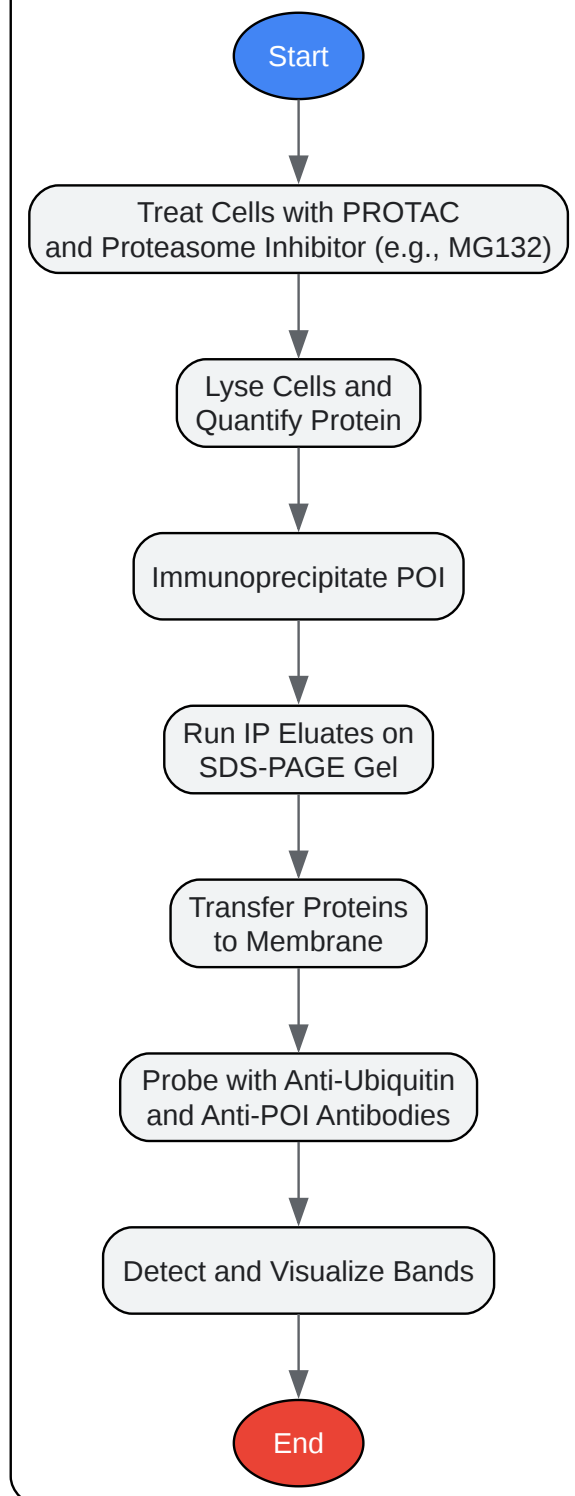 Start
Treat Cells with PROTAC
and Proteasome Inhibitor (e.g., MG132)
Lyse Cells and
Quantify Protein
Immunoprecipitate POI
Run IP Eluates on
SDS-PAGE Gel
Transfer Proteins
to Membrane
Probe with Anti-Ubiquitin
and Anti-POI Antibodies
Detect and Visualize Bands
End